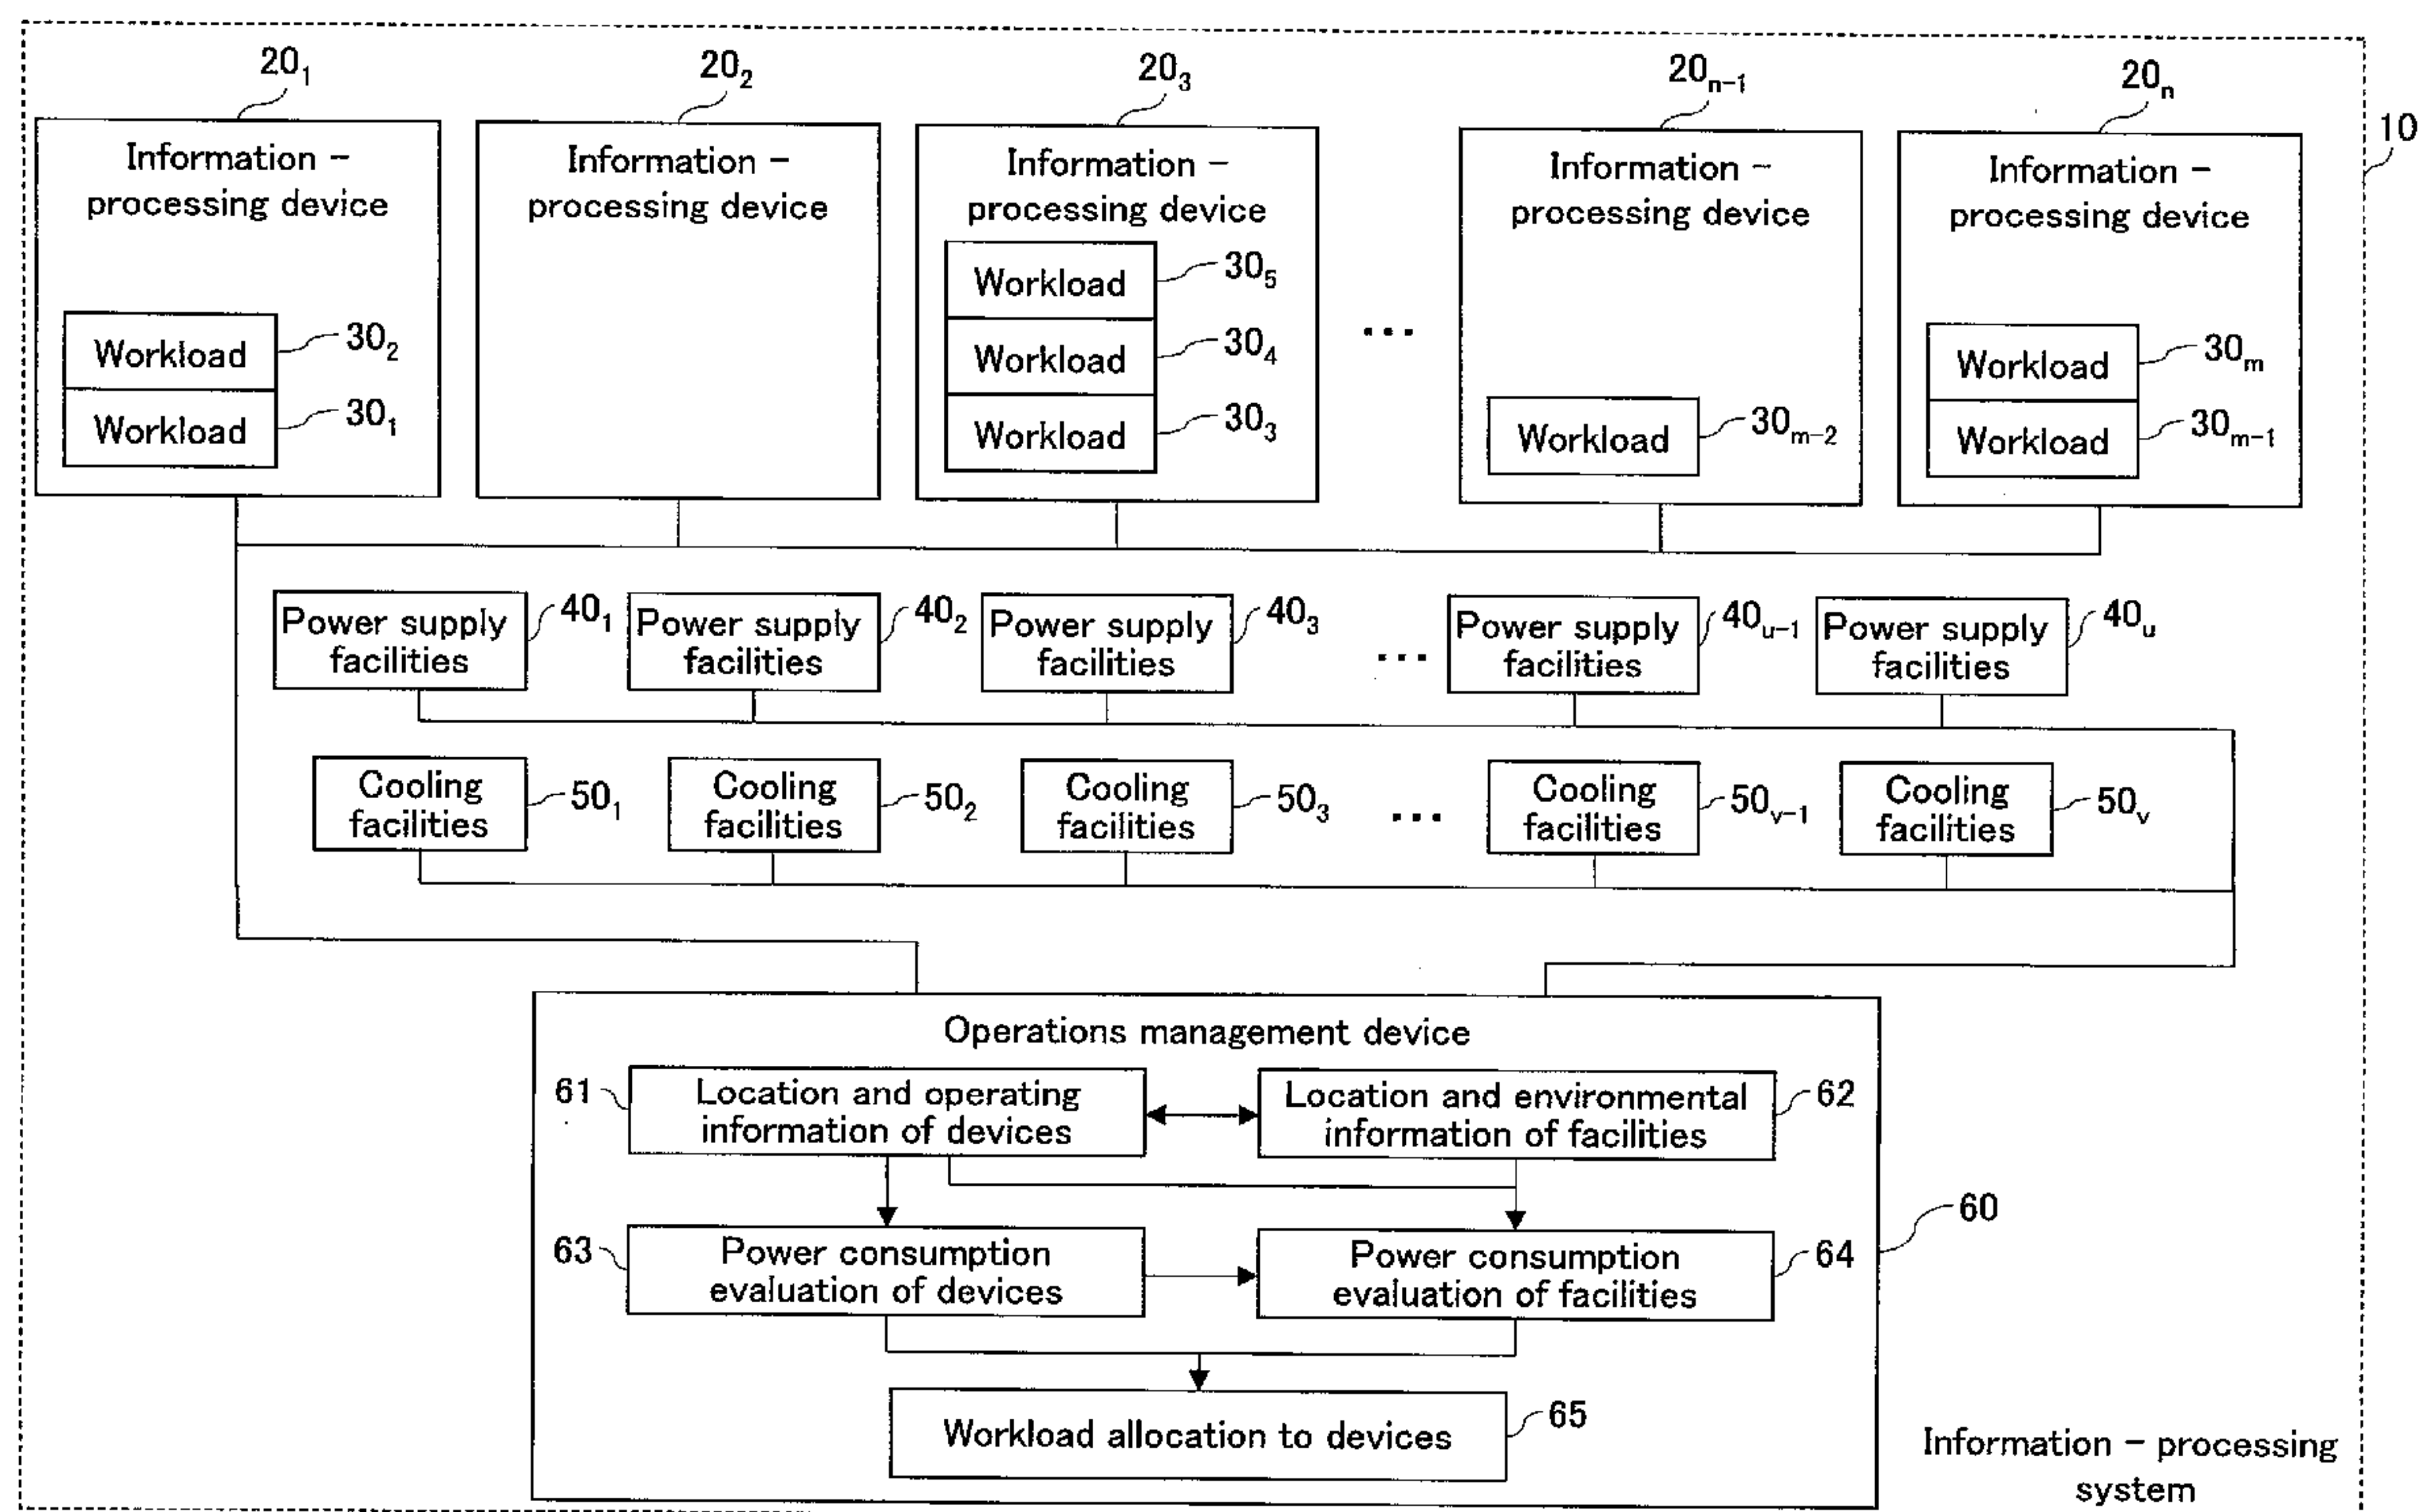 20₁
20₂
20₃
20ₙ₋₁
20ₙ
10
Information -
processing device
Information -
processing device
Information -
processing device
Information -
processing device
Information -
processing device
Workload 30₂
Workload 30₁
Workload 30₅
Workload 30₄
Workload 30₃
...
Workload 30ₘ₋₂
Workload 30ₘ
Workload 30ₘ₋₁
Power supply
facilities
40₁
Power supply
facilities
40₂
Power supply
facilities
40₃
...
Power supply
facilities
40ᵤ₋₁
Power supply
facilities
40ᵤ
Cooling
facilities
50₁
Cooling
facilities
50₂
Cooling
facilities
50₃
...
Cooling
facilities
50ᵥ₋₁
Cooling
facilities
50ᵥ
Operations management device
61
Location and operating
information of devices
Location and environmental
information of facilities
62
60
63
Power consumption
evaluation of devices
Power consumption
evaluation of facilities
64
Workload allocation to devices
65
Information - processing
system